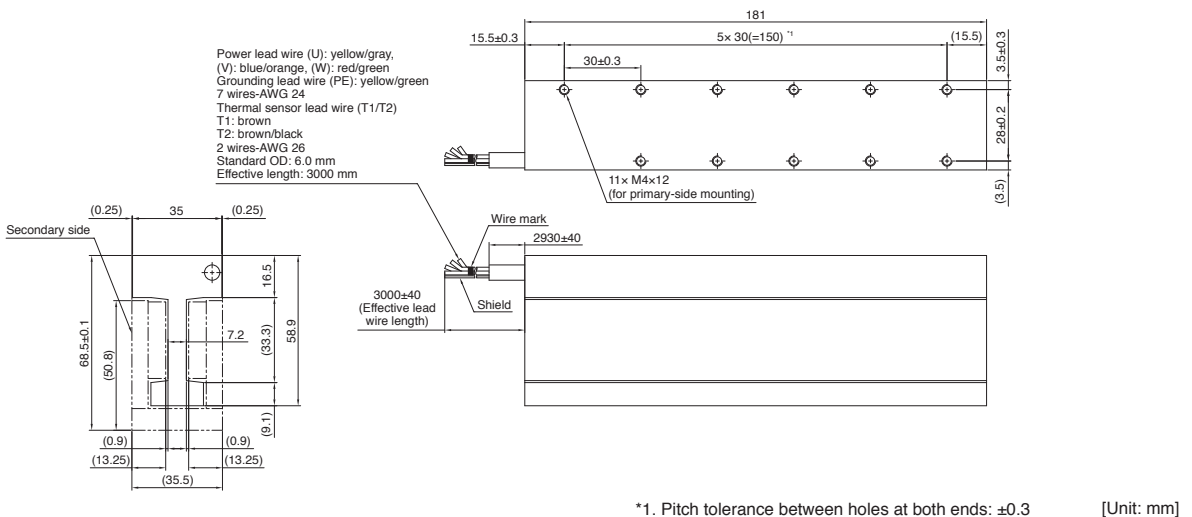 181
15.5±0.3
5× 30(=150) *1
(15.5)
30±0.3
3.5±0.3
28±0.2
(3.5)
Power lead wire (U): yellow/gray,
(V): blue/orange, (W): red/green
Grounding lead wire (PE): yellow/green
7 wires-AWG 24
Thermal sensor lead wire (T1/T2)
T1: brown
T2: brown/black
2 wires-AWG 26
Standard OD: 6.0 mm
Effective length: 3000 mm
11× M4×12
(for primary-side mounting)
(0.25)
35
(0.25)
Secondary side
Wire mark
2930±40
3000±40
(Effective lead
wire length)
Shield
16.5
68.5±0.1
(50.8)
7.2
(33.3)
58.9
(9.1)
(0.9)
(0.9)
(13.25)
(13.25)
(35.5)
*1. Pitch tolerance between holes at both ends: ±0.3
[Unit: mm]